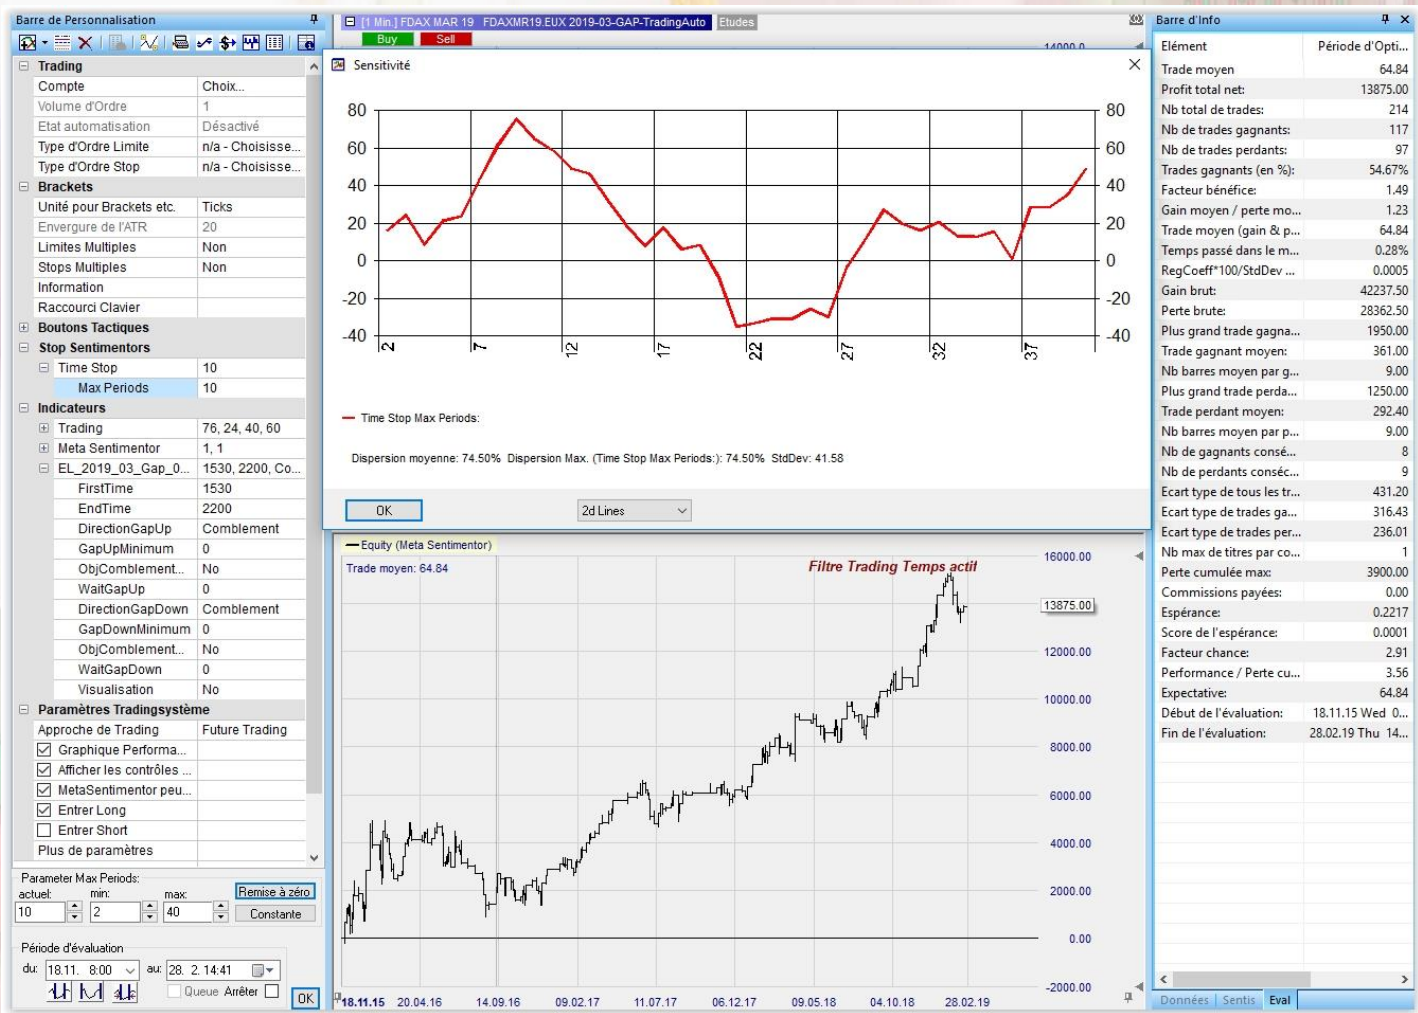 Barre de Personnalisation
Trading
Compte Choix...
Volume d'Ordre 1
Etat automatisation Désactivé
Type d'Ordre Limite n/a - Choisisse...
Type d'Ordre Stop n/a - Choisisse...
Brackets
Unité pour Brackets etc. Ticks
Envergure de l'ATR 20
Limites Multiples Non
Stops Multiples Non
Information
Raccourci Clavier
Boutons Tactiques
Stop Sentimentors
Time Stop 10
Max Periods 10
Indicateurs
Trading 76, 24, 40, 60
Meta Sentimentor 1, 1
EL_2019_03_Gap_0... 1530, 2200, Co...
FirstTime 1530
EndTime 2200
DirectionGapUp Comblement
GapUpMinimum 0
ObjComblement... No
WaitGapUp 0
DirectionGapDown Comblement
GapDownMinimum 0
ObjComblement... No
WaitGapDown 0
Visualisation No
Paramètres Tradingsystème
Approche de Trading Future Trading
Graphique Performa...
Afficher les contrôles ...
MetaSentimentor peu...
Entrer Long
Entrer Short
Plus de paramètres
Parameter Max Periods:
actuel: min: max: Remise à zéro
10 2 40 Constante
Période d'évaluation
du: 18.11. 8:00 au: 28. 2. 14:41
Queue Arrêter OK
[1 Min.] FDAX MAR 19 FDAXMR19.EUX 2019-03-GAP-TradingAuto Etudes
Buy Sell
14000.0
Sensitivité
80 80
60 60
40 40
20 20
0 0
-20 -20
-40 -40
2 7 12 17 22 27 32 37
Time Stop Max Periods:
Dispersion moyenne: 74.50% Dispersion Max. (Time Stop Max Periods:): 74.50% StdDev: 41.58
OK 2d Lines
Equity (Meta Sentimentor)
Trade moyen: 64.84
Filtre Trading Temps actif
16000.00
13875.00
12000.00
10000.00
8000.00
6000.00
4000.00
2000.00
0.00
-2000.00
18.11.15 20.04.16 14.09.16 09.02.17 11.07.17 06.12.17 09.05.18 04.10.18 28.02.19
Barre d'Info
Elément Période d'Opti...
Trade moyen 64.84
Profit total net: 13875.00
Nb total de trades: 214
Nb de trades gagnants: 117
Nb de trades perdants: 97
Trades gagnants (en %): 54.67%
Facteur bénéfice: 1.49
Gain moyen / perte mo... 1.23
Trade moyen (gain & p... 64.84
Temps passé dans le m... 0.28%
RegCoeff*100/StdDev ... 0.0005
Gain brut: 42237.50
Perte brute: 28362.50
Plus grand trade gagna... 1950.00
Trade gagnant moyen: 361.00
Nb barres moyen par g... 9.00
Plus grand trade perda... 1250.00
Trade perdant moyen: 292.40
Nb barres moyen par p... 9.00
Nb de gagnants consé... 8
Nb de perdants conséc... 9
Ecart type de tous les tr... 431.20
Ecart type de trades ga... 316.43
Ecart type de trades per... 236.01
Nb max de titres par co... 1
Perte cumulée max: 3900.00
Commissions payées: 0.00
Espérance: 0.2217
Score de l'espérance: 0.0001
Facteur chance: 2.91
Performance / Perte cu... 3.56
Expectative: 64.84
Début de l'évaluation: 18.11.15 Wed 0...
Fin de l'évaluation: 28.02.19 Thu 14...
Données Sentis Eval